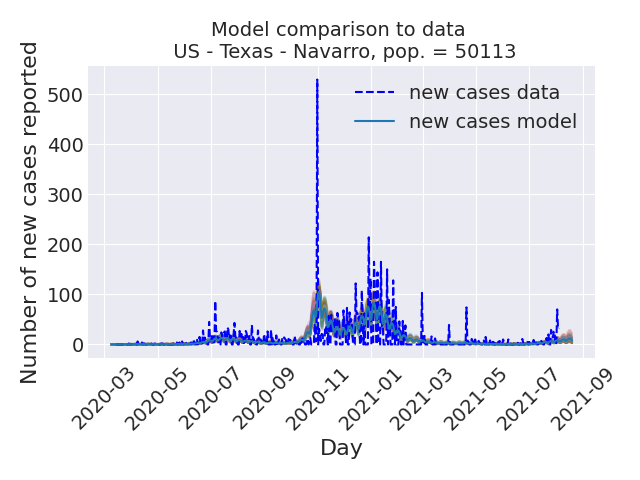 Model comparison to data
US - Texas - Navarro, pop. = 50113
Number of new cases reported
500
400
300
200
100
0
new cases data
new cases model
2020-03
2020-05
2020-07
2020-09
2020-11
2021-01
2021-03
2021-05
2021-07
2021-09
Day